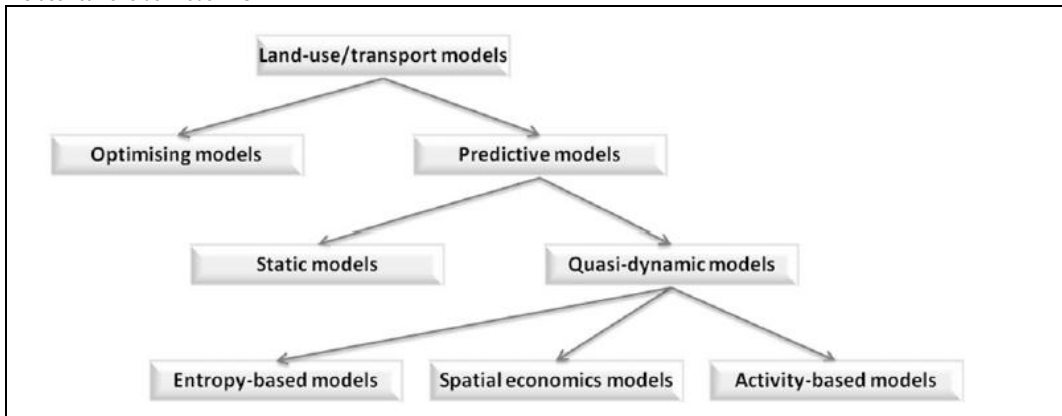 Land-use/transport models
Optimising models
Predictive models
Static models
Quasi-dynamic models
Entropy-based models
Spatial economics models
Activity-based models